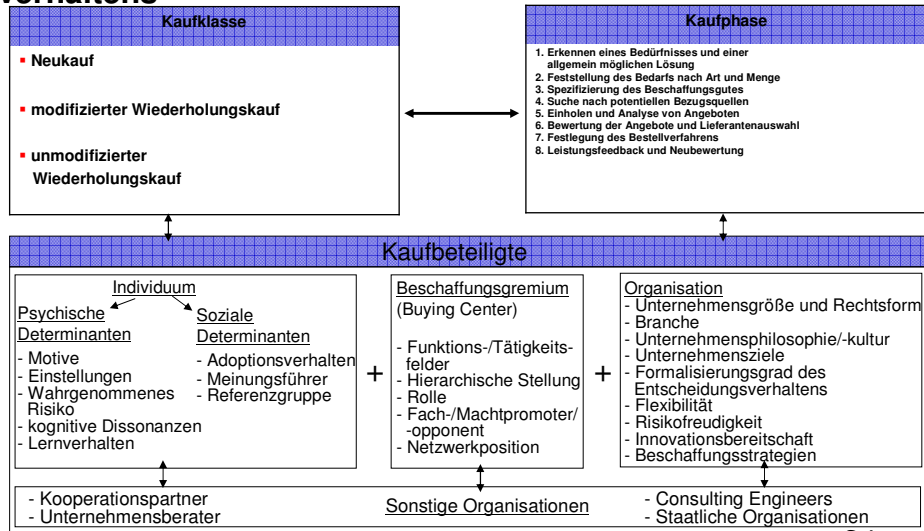 verhaltens
Kaufklasse
▪ Neukauf
▪ modifizierter Wiederholungskauf
▪ unmodifizierter
Wiederholungskauf
Kaufphase
1. Erkennen eines Bedürfnisses und einer
allgemein möglichen Lösung
2. Feststellung des Bedarfs nach Art und Menge
3. Spezifizierung des Beschaffungsgutes
4. Suche nach potentiellen Bezugsquellen
5. Einholen und Analyse von Angeboten
6. Bewertung der Angebote und Lieferantenauswahl
7. Festlegung des Bestellverfahrens
8. Leistungsfeedback und Neubewertung
Kaufbeteiligte
Individuum
Psychische
Determinanten
- Motive
- Einstellungen
- Wahrgenommenes
Risiko
- kognitive Dissonanzen
- Lernverhalten
Soziale
Determinanten
- Adoptionsverhalten
- Meinungsführer
- Referenzgruppe
+
Beschaffungsgremium
(Buying Center)
- Funktions-/Tätigkeits-
felder
- Hierarchische Stellung
- Rolle
- Fach-/Machtpromoter/
-opponent
- Netzwerkposition
+
Organisation
- Unternehmensgröße und Rechtsform
- Branche
- Unternehmensphilosophie/-kultur
- Unternehmensziele
- Formalisierungsgrad des
Entscheidungsverhaltens
- Flexibilität
- Risikofreudigkeit
- Innovationsbereitschaft
- Beschaffungsstrategien
- Kooperationspartner
- Unternehmensberater
Sonstige Organisationen
- Consulting Engineers
- Staatliche Organisationen